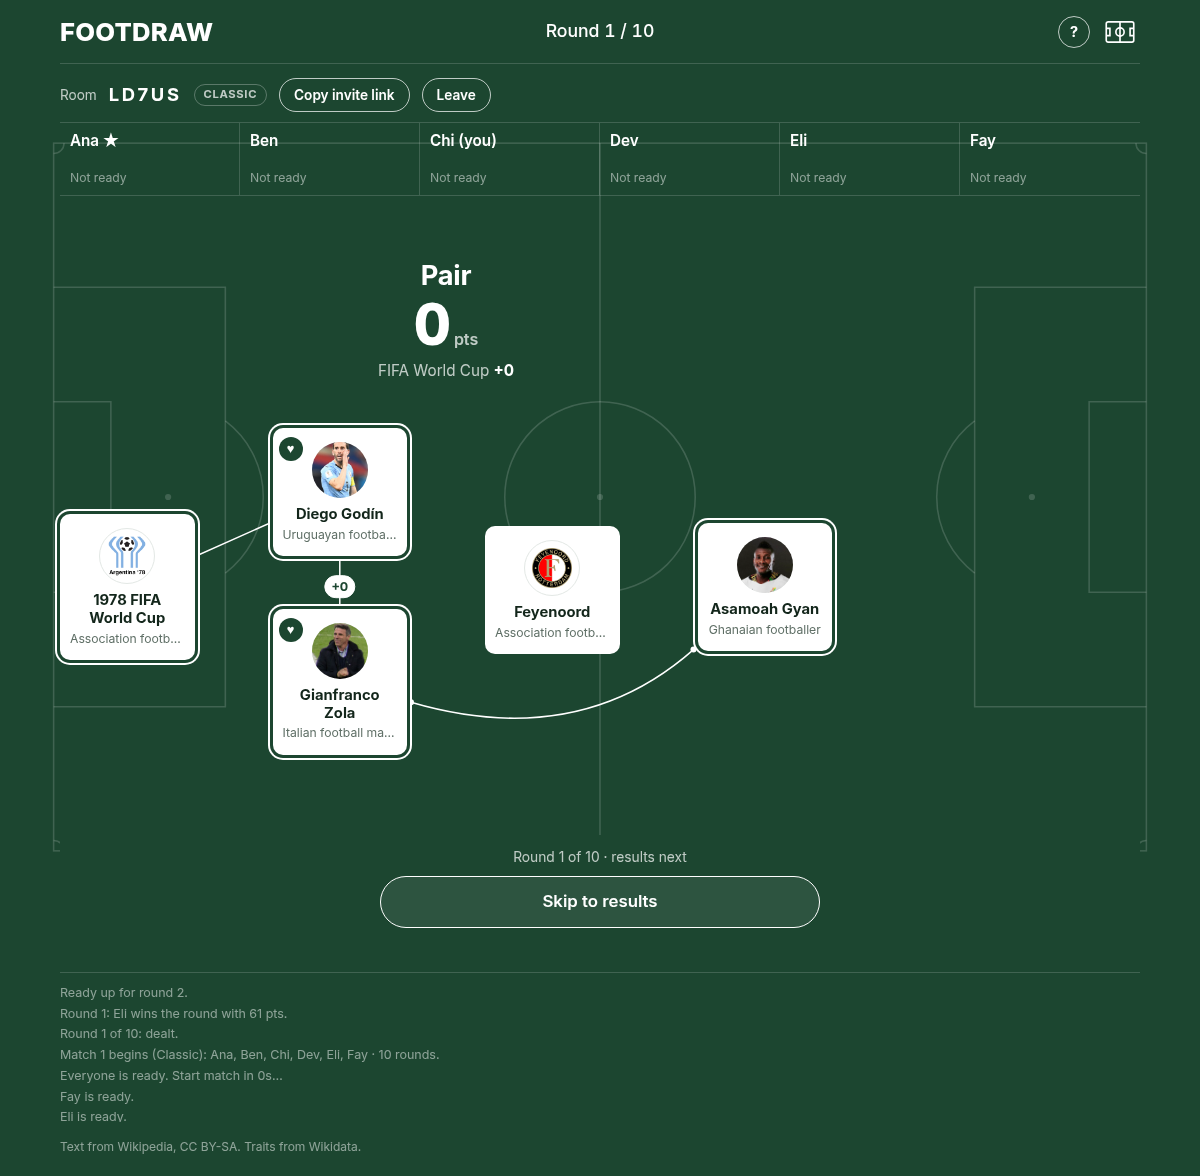 FOOTDRAW
Round 1 / 10
?
Room LD7US CLASSIC Copy invite link Leave
Ana ★
Not ready
Ben
Not ready
Chi (you)
Not ready
Dev
Not ready
Eli
Not ready
Fay
Not ready
Pair
0 pts
FIFA World Cup +0
Diego Godín
Uruguayan footba...
Argentina '78
1978 FIFA
World Cup
Association footb...
+0
Gianfranco
Zola
Italian football ma...
FEYENOORD
ROTTERDAM
F
Feyenoord
Association footb...
Asamoah Gyan
Ghanaian footballer
Round 1 of 10 · results next
Skip to results
Ready up for round 2.
Round 1: Eli wins the round with 61 pts.
Round 1 of 10: dealt.
Match 1 begins (Classic): Ana, Ben, Chi, Dev, Eli, Fay · 10 rounds.
Everyone is ready. Start match in 0s...
Fay is ready.
Eli is ready.
Text from Wikipedia, CC BY-SA. Traits from Wikidata.